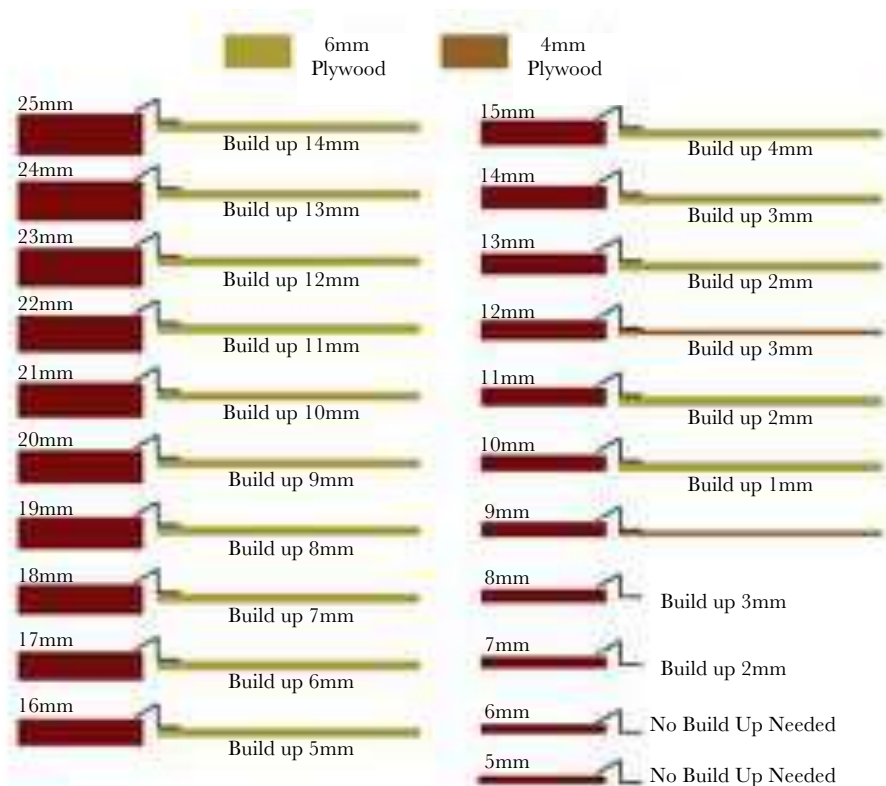 6mm
Plywood
4mm
Plywood
25mm
Build up 14mm
24mm
Build up 13mm
23mm
Build up 12mm
22mm
Build up 11mm
21mm
Build up 10mm
20mm
Build up 9mm
19mm
Build up 8mm
18mm
Build up 7mm
17mm
Build up 6mm
16mm
Build up 5mm
15mm
Build up 4mm
14mm
Build up 3mm
13mm
Build up 2mm
12mm
Build up 3mm
11mm
Build up 2mm
10mm
Build up 1mm
9mm
8mm
Build up 3mm
7mm
Build up 2mm
6mm
No Build Up Needed
5mm
No Build Up Needed